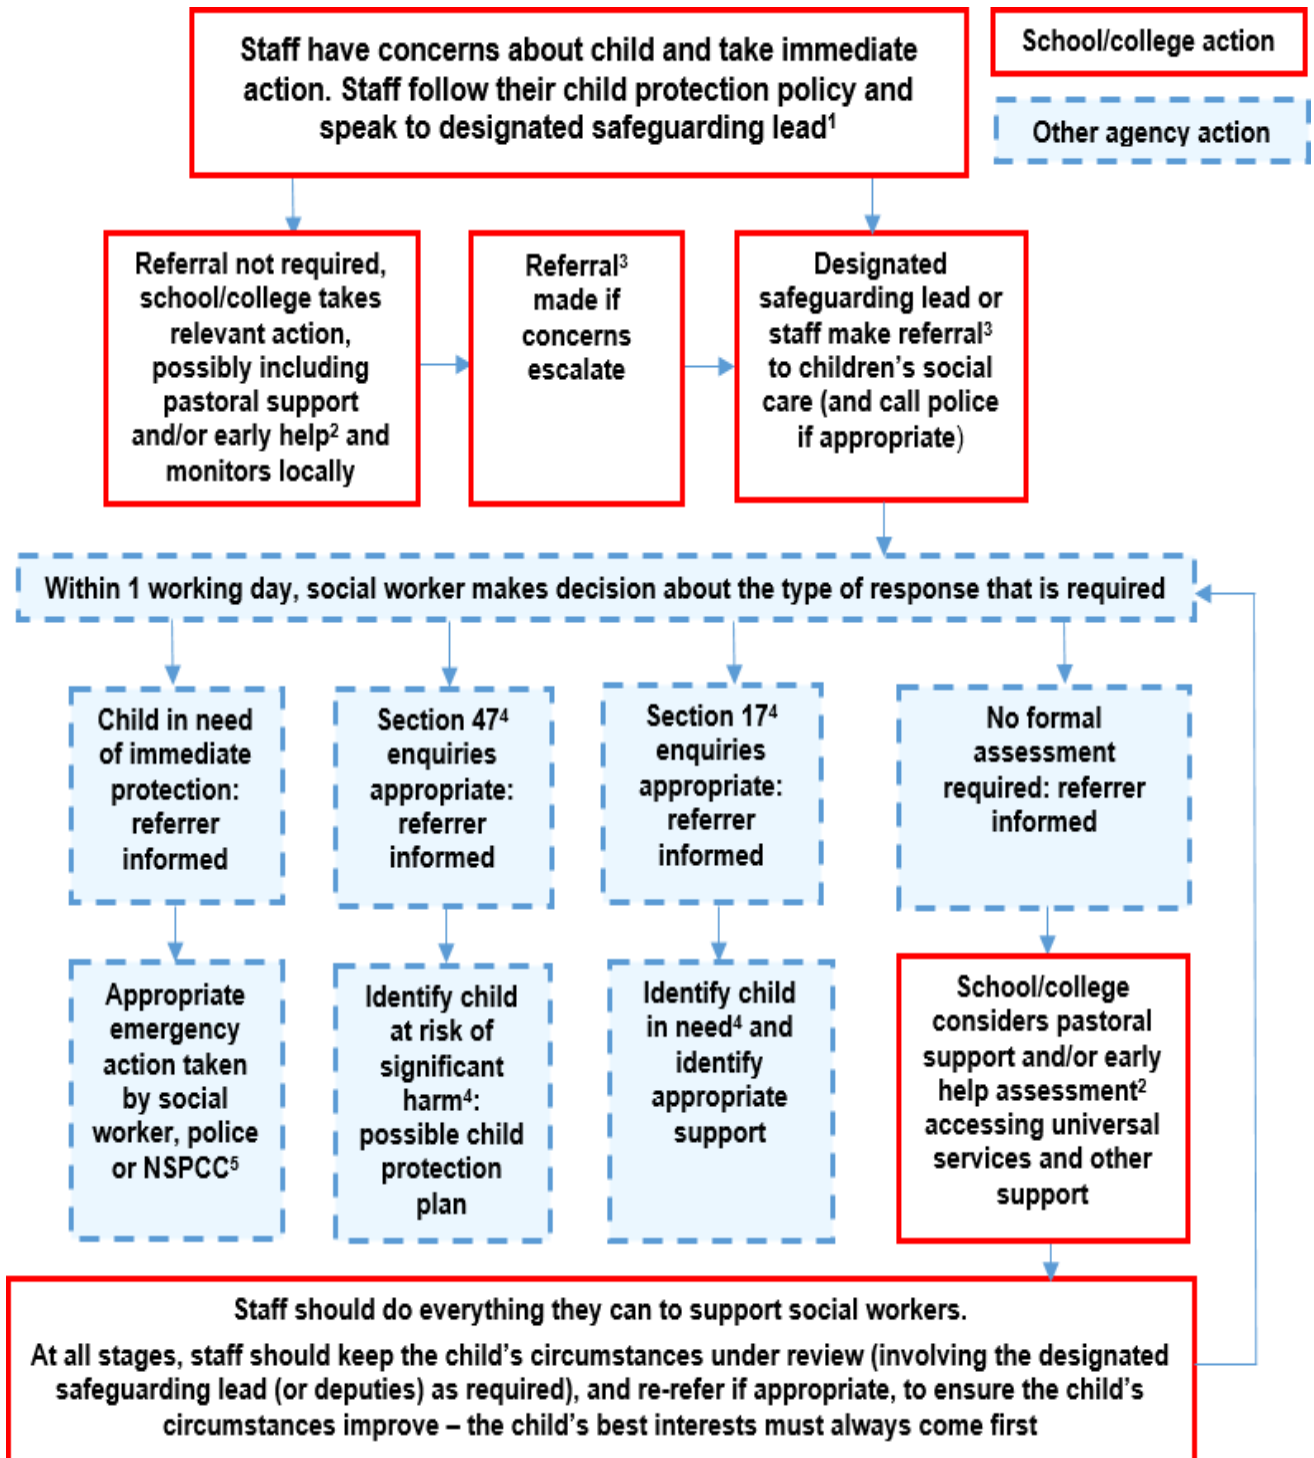 Staff have concerns about child and take immediate
action. Staff follow their child protection policy and
speak to designated safeguarding lead¹
School/college action
Other agency action
Referral not required,
school/college takes
relevant action,
possibly including
pastoral support
and/or early help² and
monitors locally
Referral³
made if
concerns
escalate
Designated
safeguarding lead or
staff make referral³
to children’s social
care (and call police
if appropriate)
Within 1 working day, social worker makes decision about the type of response that is required
Child in need
of immediate
protection:
referrer
informed
Section 47⁴
enquiries
appropriate:
referrer
informed
Section 17⁴
enquiries
appropriate:
referrer
informed
No formal
assessment
required: referrer
informed
Appropriate
emergency
action taken
by social
worker, police
or NSPCC⁵
Identify child
at risk of
significant
harm⁴:
possible child
protection
plan
Identify child
in need⁴ and
identify
appropriate
support
School/college
considers pastoral
support and/or early
help assessment²
accessing universal
services and other
support
Staff should do everything they can to support social workers.
At all stages, staff should keep the child’s circumstances under review (involving the designated
safeguarding lead (or deputies) as required), and re-refer if appropriate, to ensure the child’s
circumstances improve – the child’s best interests must always come first